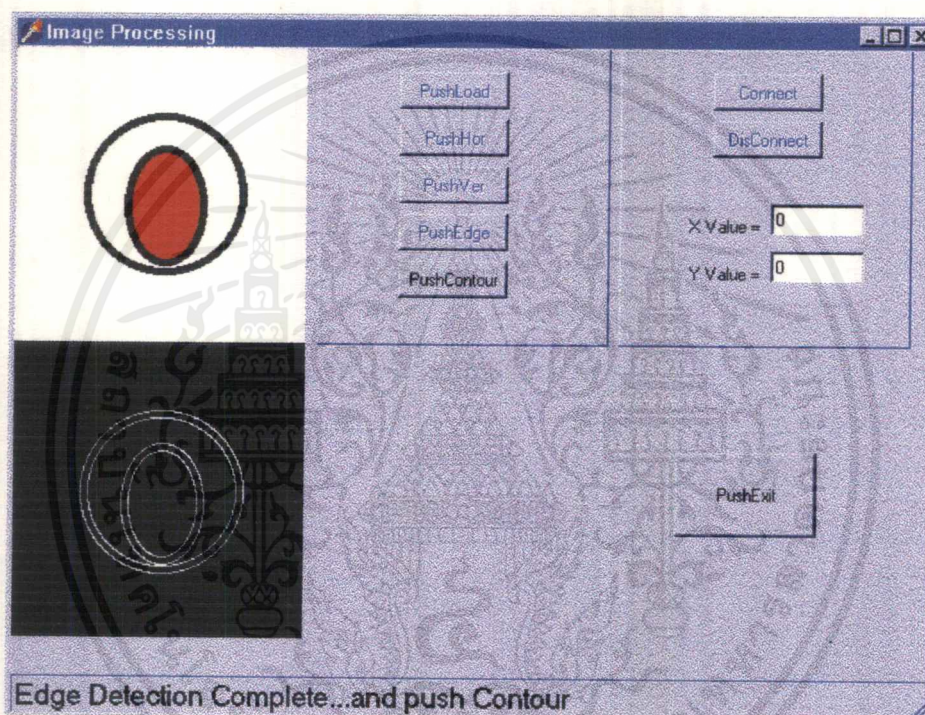 Image Processing
PushLoad
PushHor
PushVer
PushEdge
PushContour
Connect
DisConnect
X Value = 0
Y Value = 0
PushExit
Edge Detection Complete...and push Contour